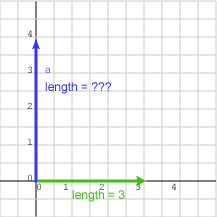 4
3
a
length = ???
2
1
0
0 1 2 3 4
length = 3